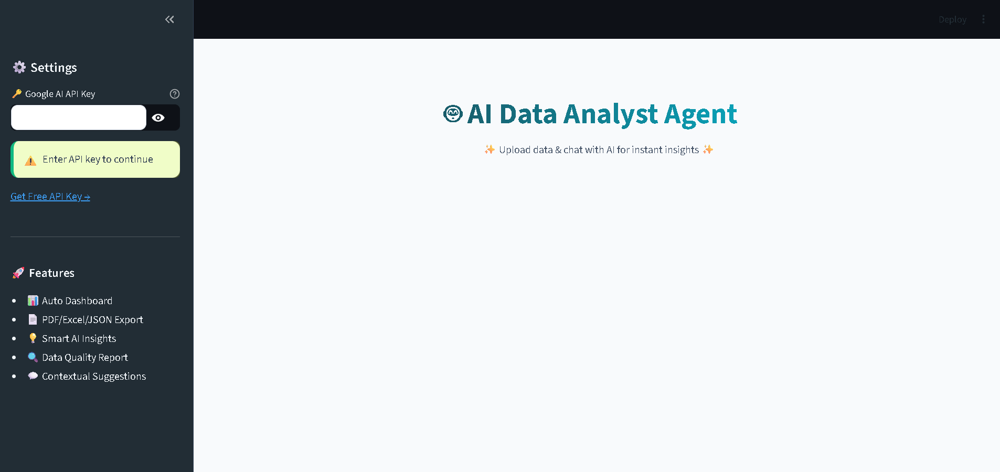 Deploy
Settings
Google AI API Key
Enter API key to continue
Get Free API Key →
Features
Auto Dashboard
PDF/Excel/JSON Export
Smart AI Insights
Data Quality Report
Contextual Suggestions
AI Data Analyst Agent
✨ Upload data & chat with AI for instant insights ✨